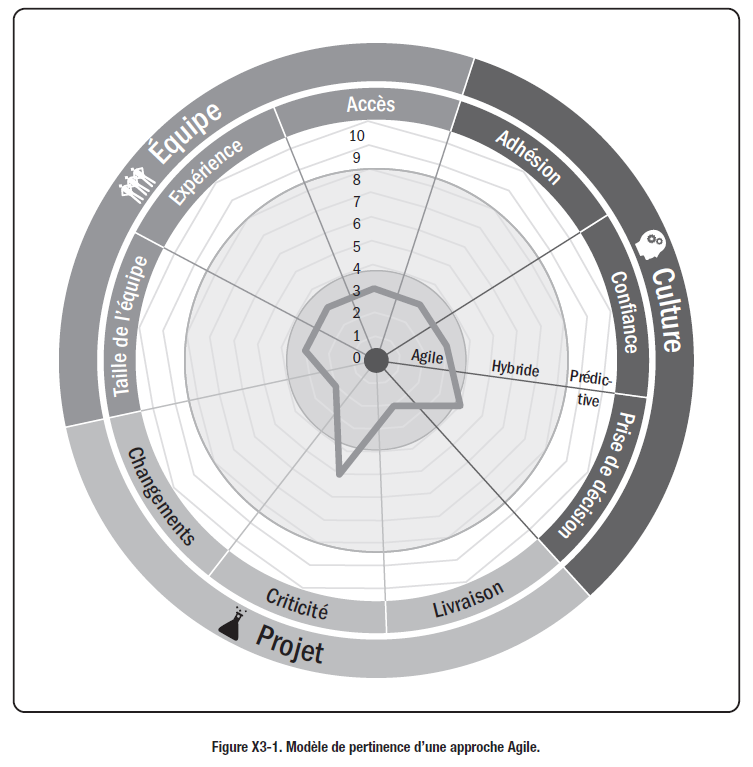 Équipe
Culture
Projet
Accès
Adhésion
Confiance
Prise de décision
Livraison
Criticité
Changements
Taille de l'équipe
Expérience
10
9
8
7
6
5
4
3
2
1
0
Agile
Hybride
Prédic-
tive
Figure X3-1. Modèle de pertinence d'une approche Agile.